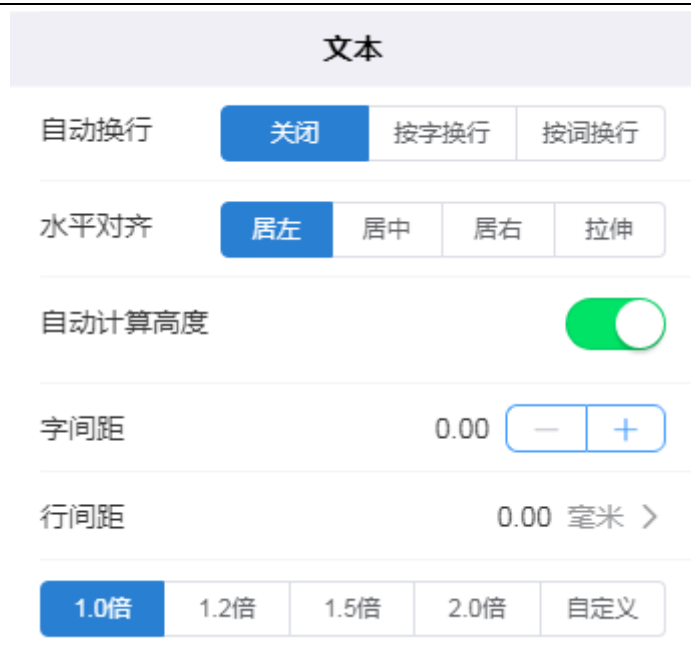 文本
自动换行 关闭 按字换行 按词换行
水平对齐 居左 居中 居右 拉伸
自动计算高度
字间距 0.00 — +
行间距 0.00 毫米 >
1.0倍 1.2倍 1.5倍 2.0倍 自定义